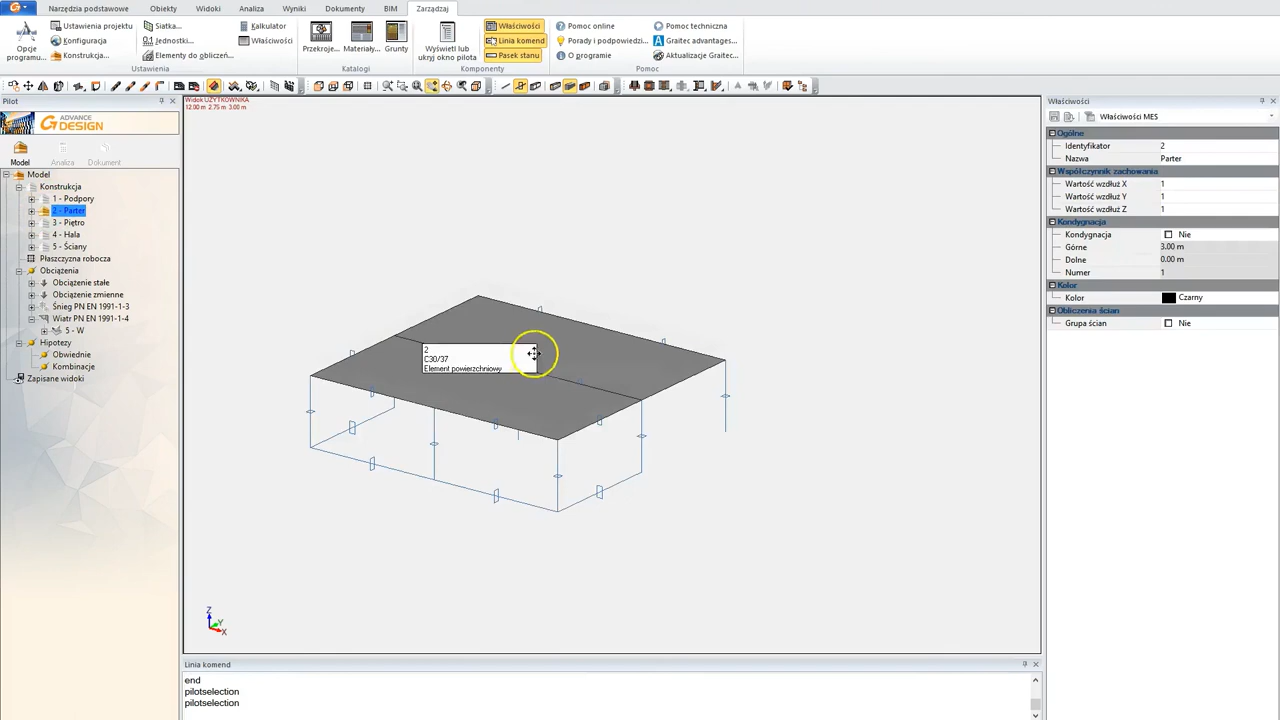 Narzędzia podstawowe Obiekty Widoki Analiza Wyniki Dokumenty BIM Zarządzaj
Opcje programu...
Ustawienia projektu
Konfiguracja
Konstrukcja...
Siatka...
Jednostki...
Elementy do obliczeń...
Kalkulator
Właściwości
Ustawienia
Przekroje... Materiały... Grunty
Katalogi
Wyświetl lub ukryj okno pilota
Właściwości
Linia komend
Pasek stanu
Komponenty
Pomoc online
Porady i podpowiedzi...
O programie
Pomoc techniczna
Graitec advantages...
Aktualizacje Graitec...
Pomoc
Pilot
ADVANCE
DESIGN
Model Analiza Dokument
Model
Konstrukcja
1 - Podpory
2 - Parter
3 - Piętro
4 - Hala
5 - Ściany
Płaszczyzna robocza
Obciążenia
Obciążenie stałe
Obciążenie zmienne
Śnieg PN EN 1991-1-3
Wiatr PN EN 1991-1-4
5 - W
Hipotezy
Obwiednie
Kombinacje
Zapisane widoki
Widok UŻYTKOWNIKA
12.00 m 2.75 m 3.00 m
2
C30/37
Element powierzchniowy
Z
Y
X
Linia komend
end
pilotselection
pilotselection
Właściwości
Właściwości MES
Ogólne
Identyfikator 2
Nazwa Parter
Współczynnik zachowania
Wartość wzdłuż X 1
Wartość wzdłuż Y 1
Wartość wzdłuż Z 1
Kondygnacja
Kondygnacja Nie
Górne 3.00 m
Dolne 0.00 m
Numer 1
Kolor
Kolor Czarny
Obliczenia ścian
Grupa ścian Nie